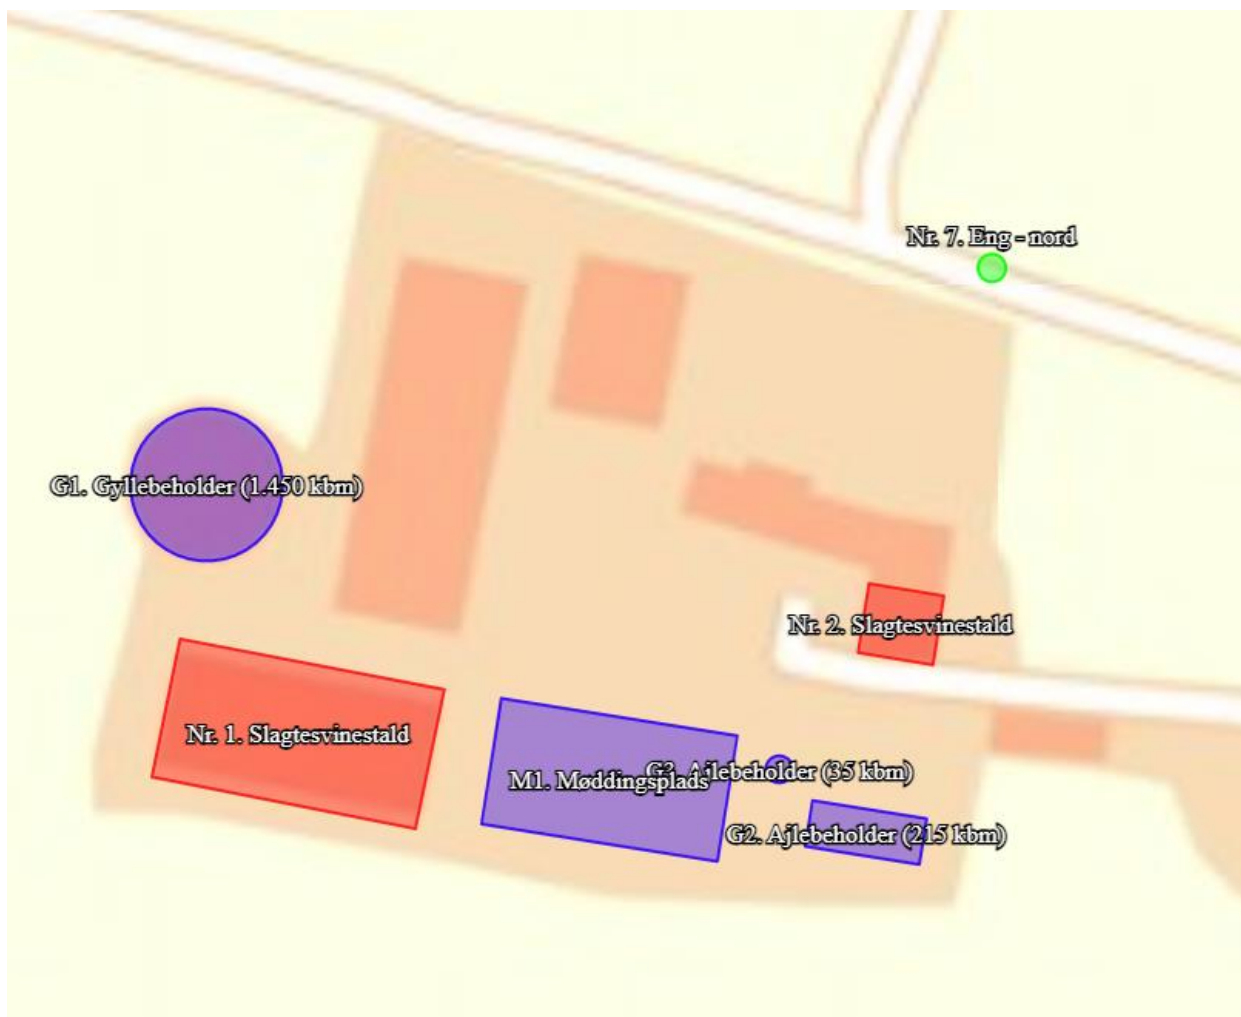 Nr. 7. Eng - nord
G1. Gyllebeholder (1.450 kbm)
Nr. 2. Slagtesvinestald
Nr. 1. Slagtesvinestald
G3. Ajlebeholder (35 kbm)
M1. Møddingsplads
G2. Ajlebeholder (215 kbm)